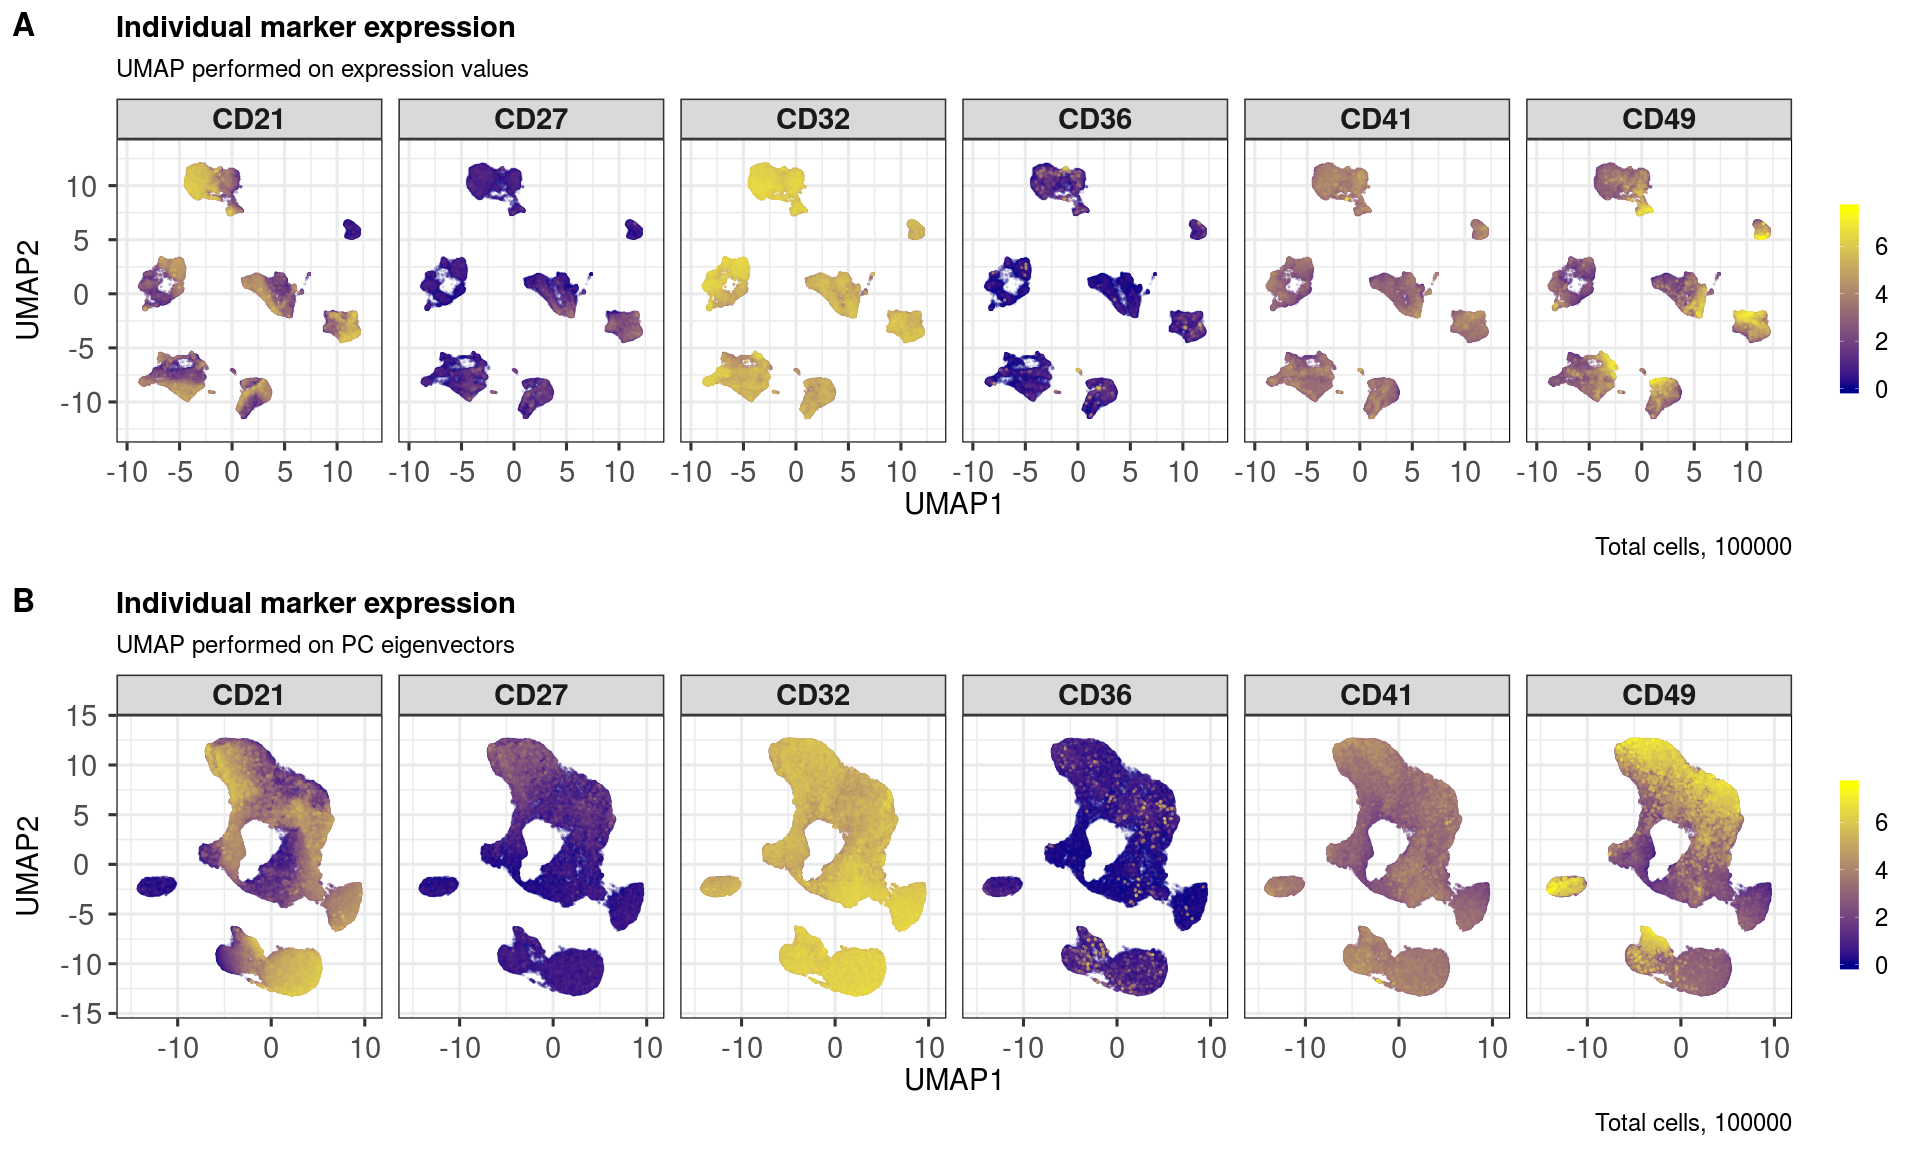 A
Individual marker expression
UMAP performed on expression values
CD21 CD27 CD32 CD36 CD41 CD49
10
5
0
-5
-10
UMAP2
-10 -5 0 5 10 -10 -5 0 5 10 -10 -5 0 5 10 -10 -5 0 5 10 -10 -5 0 5 10 -10 -5 0 5 10
UMAP1
6
4
2
0
Total cells, 100000
B
Individual marker expression
UMAP performed on PC eigenvectors
CD21 CD27 CD32 CD36 CD41 CD49
15
10
5
0
-5
-10
-15
UMAP2
-10 0 10 -10 0 10 -10 0 10 -10 0 10 -10 0 10 -10 0 10
UMAP1
6
4
2
0
Total cells, 100000